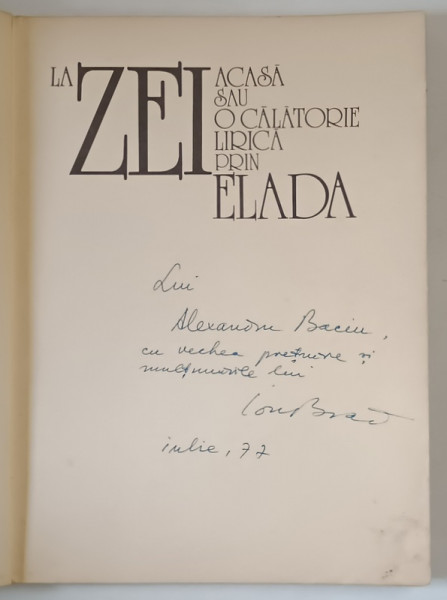 LA ZEI ACASĂ
SAU
O CĂLĂTORIE
LIRICĂ
PRIN
ELADA
Lui
Alexandru Baciu,
cu vechea prețuire și
mulțumirile lui
Ion Brad
iulie, 77